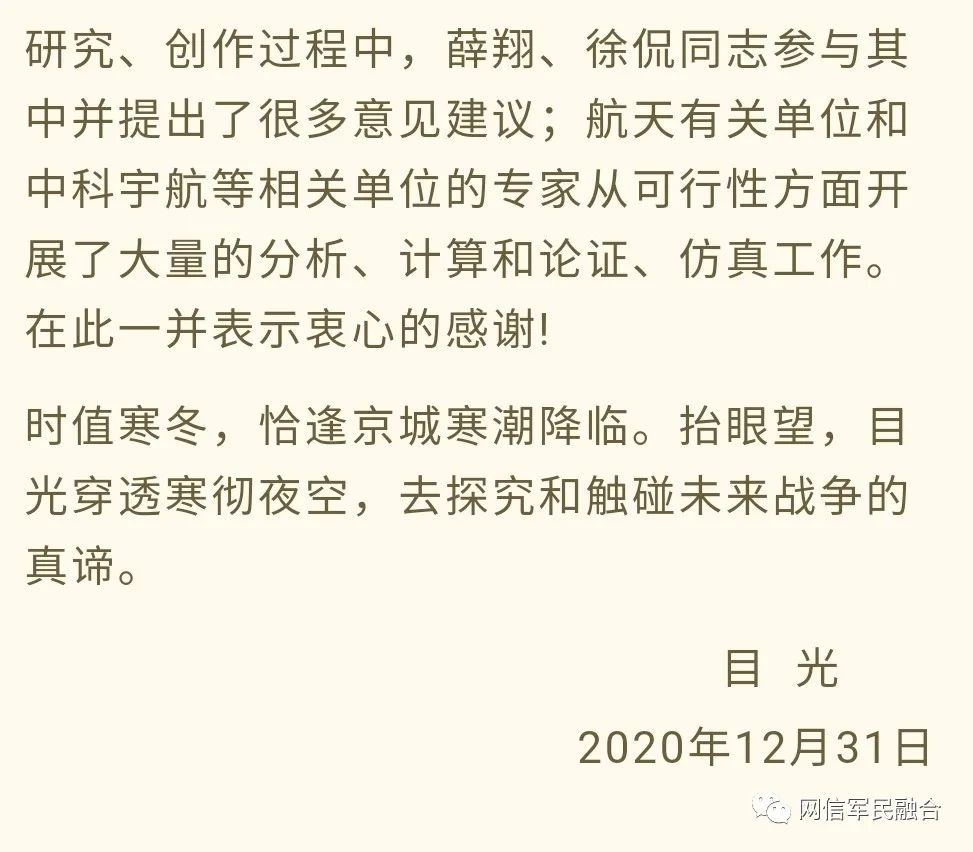 研究、创作过程中，薛翔、徐侃同志参与其
中并提出了很多意见建议；航天有关单位和
中科宇航等相关单位的专家从可行性方面开
展了大量的分析、计算和论证、仿真工作。
在此一并表示衷心的感谢!
时值寒冬，恰逢京城寒潮降临。抬眼望，目
光穿透寒彻夜空，去探究和触碰未来战争的
真谛。
目 光
2020年12月31日
网信军民融合